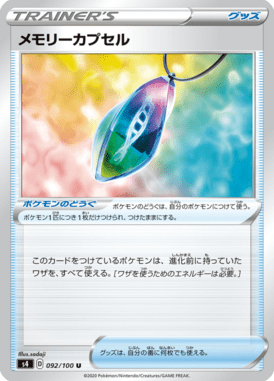 TRAINER'S
グッズ
メモリーカプセル
ポケモンのどうぐ
ポケモンのどうぐは、自分のポケモンにつけて使う。
ポケモン1匹につき1枚だけつけられ、つけたままにする。
このカードをつけているポケモンは、進化前に持っていた
ワザを、すべて使える。[ワザを使うためのエネルギーは必要。]
Illus.sadaji
s4 D 092/100 U
グッズは、自分の番に何枚でも使える。
©2020 Pokémon/Nintendo/Creatures/GAME FREAK.